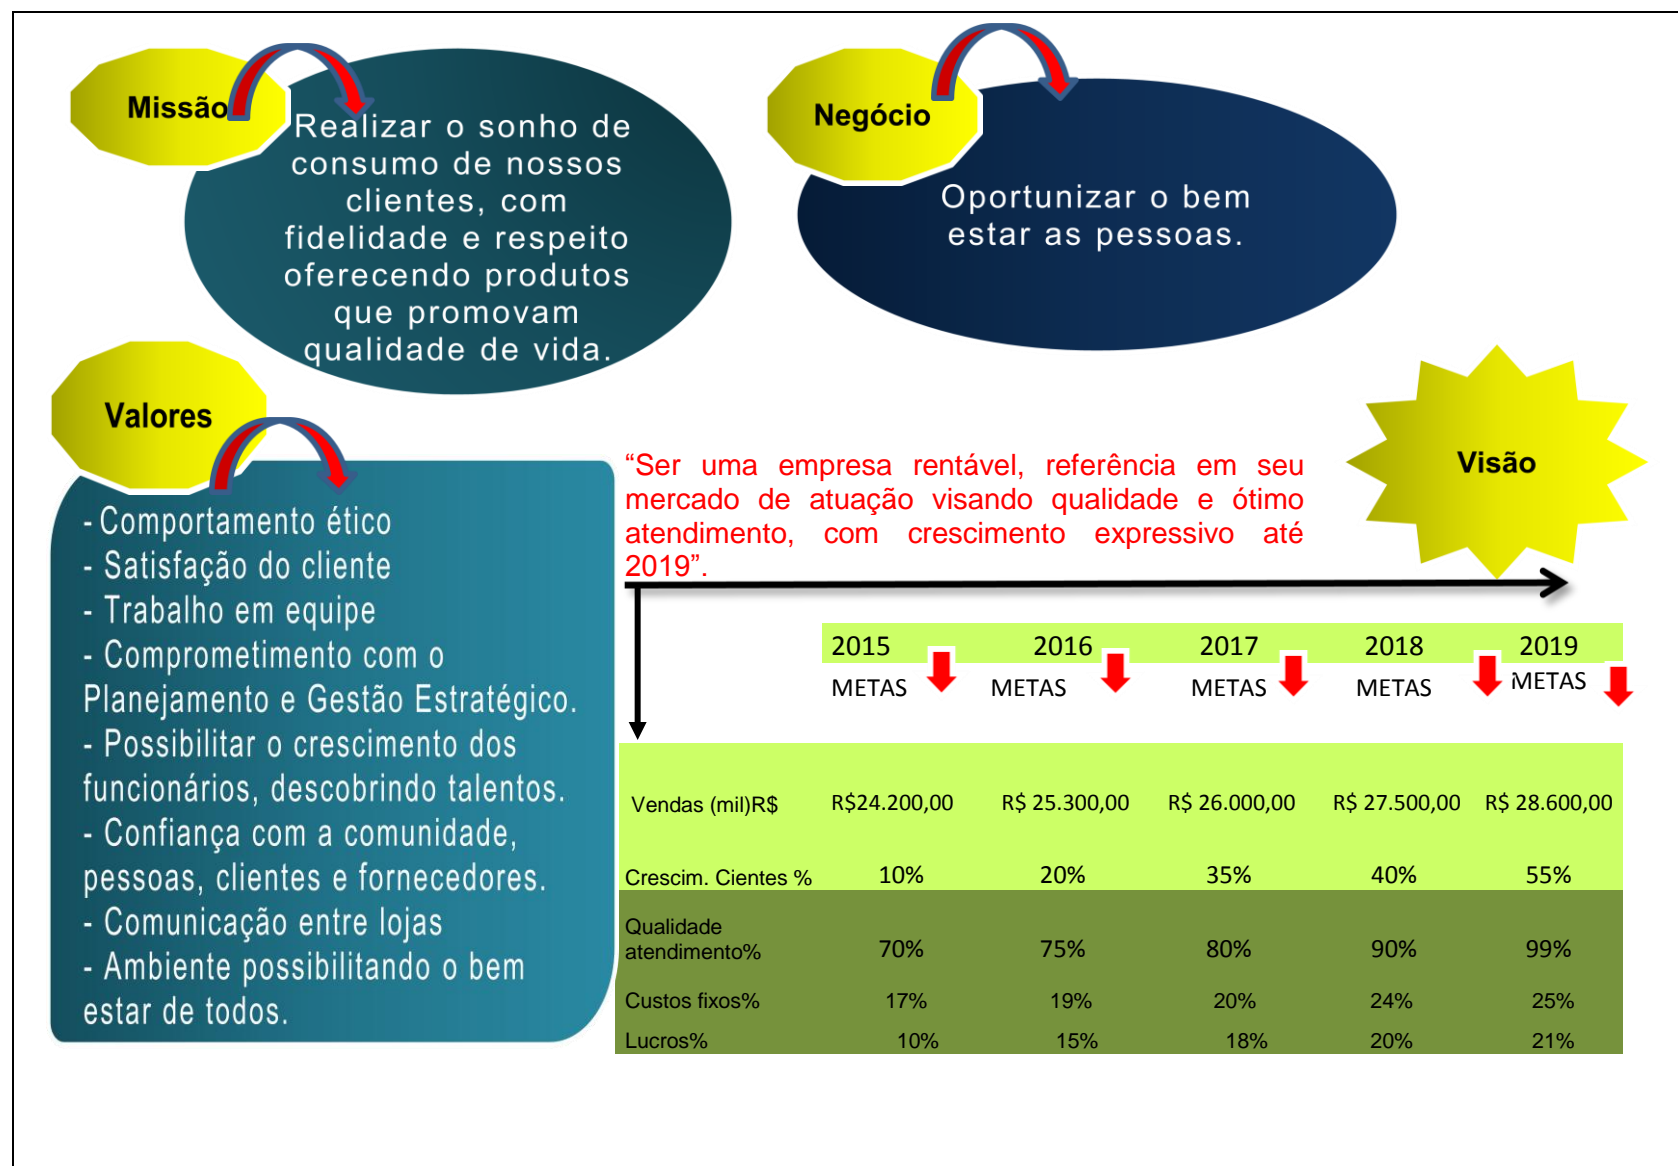 Missão
Realizar o sonho de
consumo de nossos
clientes, com
fidelidade e respeito
oferecendo produtos
que promovam
qualidade de vida.
Negócio
Oportunizar o bem
estar as pessoas.
Valores
- Comportamento ético
- Satisfação do cliente
- Trabalho em equipe
- Comprometimento com o
Planejamento e Gestão Estratégico.
- Possibilitar o crescimento dos
funcionários, descobrindo talentos.
- Confiança com a comunidade,
pessoas, clientes e fornecedores.
- Comunicação entre lojas
- Ambiente possibilitando o bem
estar de todos.
Visão
“Ser uma empresa rentável, referência em seu
mercado de atuação visando qualidade e ótimo
atendimento, com crescimento expressivo até
2019”.
2015 2016 2017 2018 2019
METAS METAS METAS METAS METAS
Vendas (mil)R$ R$24.200,00 R$ 25.300,00 R$ 26.000,00 R$ 27.500,00 R$ 28.600,00
Crescim. Cientes % 10% 20% 35% 40% 55%
Qualidade
atendimento% 70% 75% 80% 90% 99%
Custos fixos% 17% 19% 20% 24% 25%
Lucros% 10% 15% 18% 20% 21%